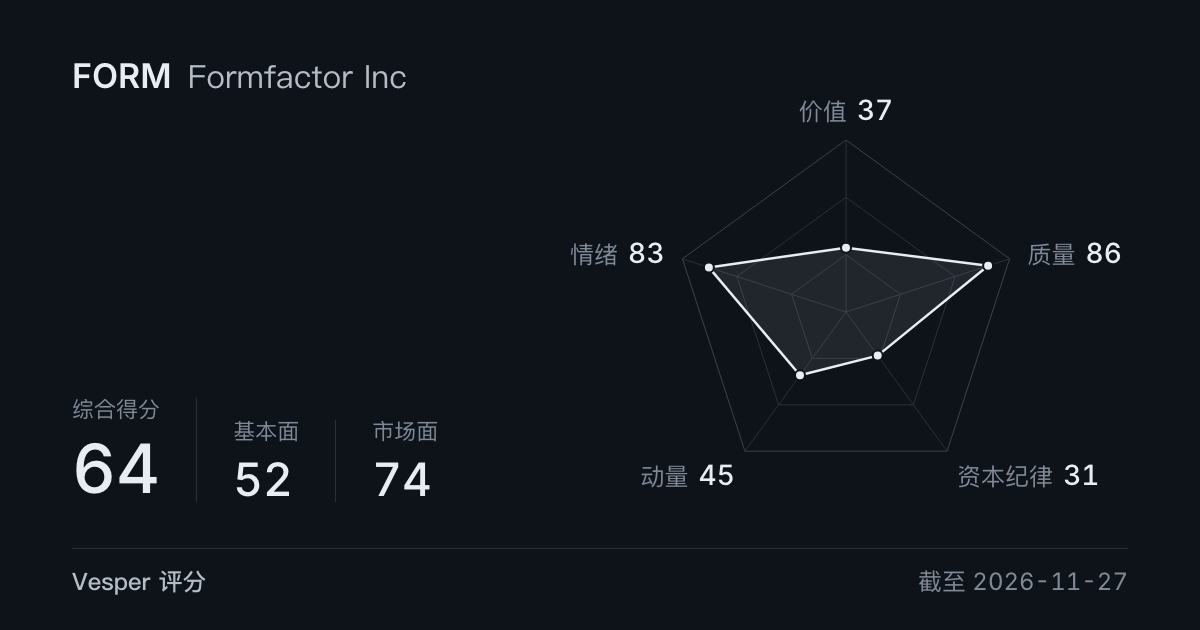 FORM Formfactor Inc
价值 37
情绪 83
质量 86
动量 45
资本纪律 31
综合得分
64
基本面
52
市场面
74
Vesper 评分
截至 2026-11-27